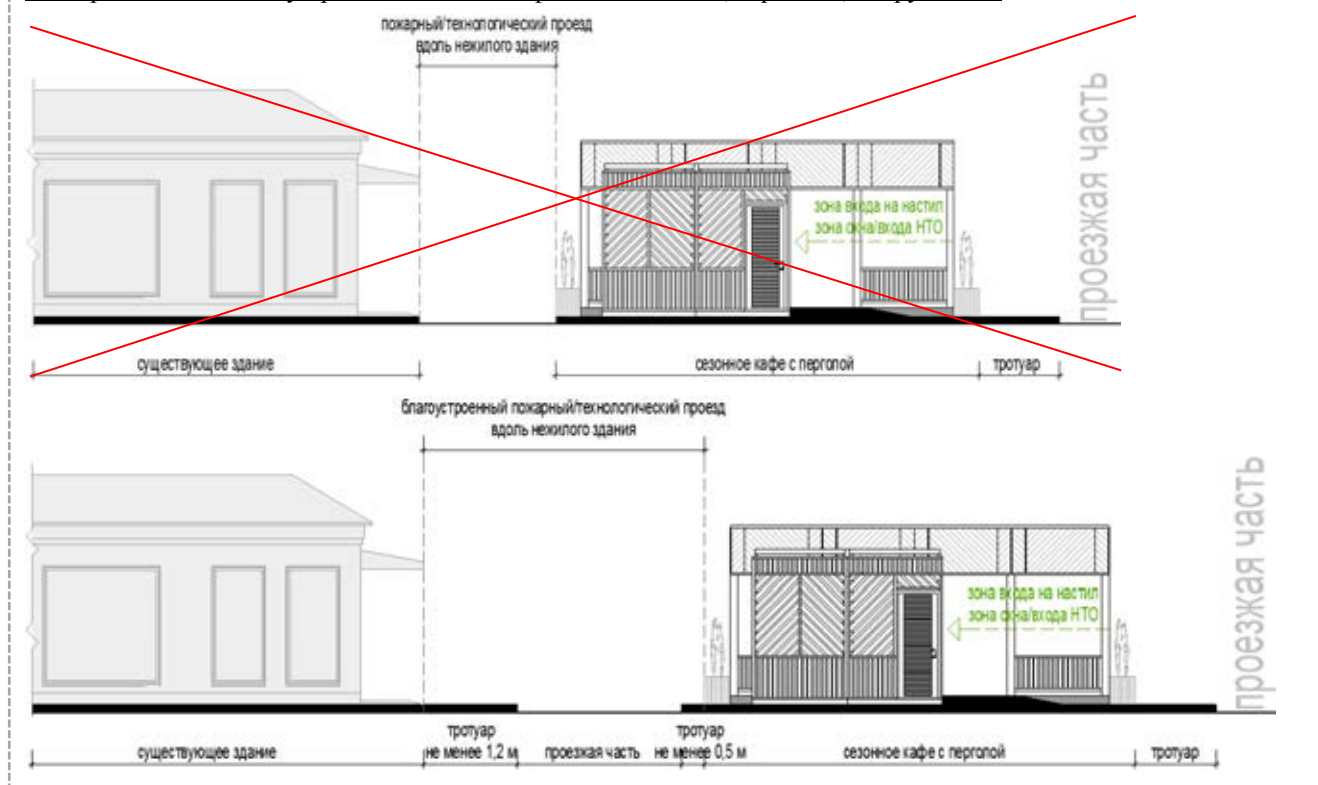 пожарный/технологический проезд
вдоль нежилого здания
проезжая часть
зона входа на настил
зона окна/входа НТО
существующее здание
сезонное кафе с перголой
тротуар
благоустроенный пожарный/технологический проезд
вдоль нежилого здания
проезжая часть
зона входа на настил
зона окна/входа НТО
существующее здание
тротуар
не менее 1,2 м
проезжая часть
тротуар
не менее 0,5 м
сезонное кафе с перголой
тротуар